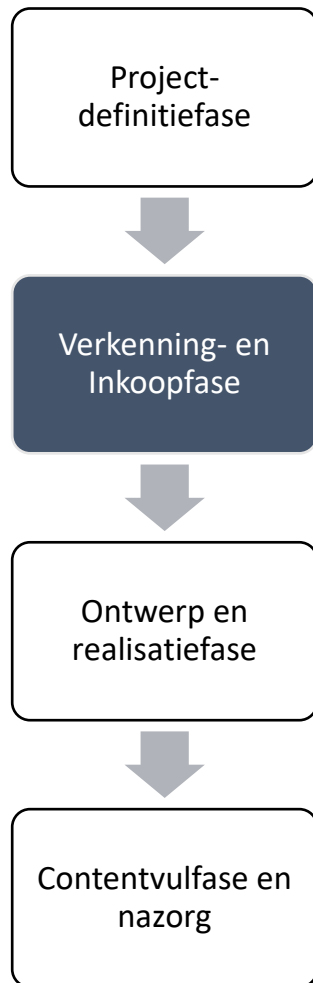 Project-
definitiefase
Verkenning- en
Inkoopfase
Ontwerp en
realisatiefase
Contentvulfase en
nazorg